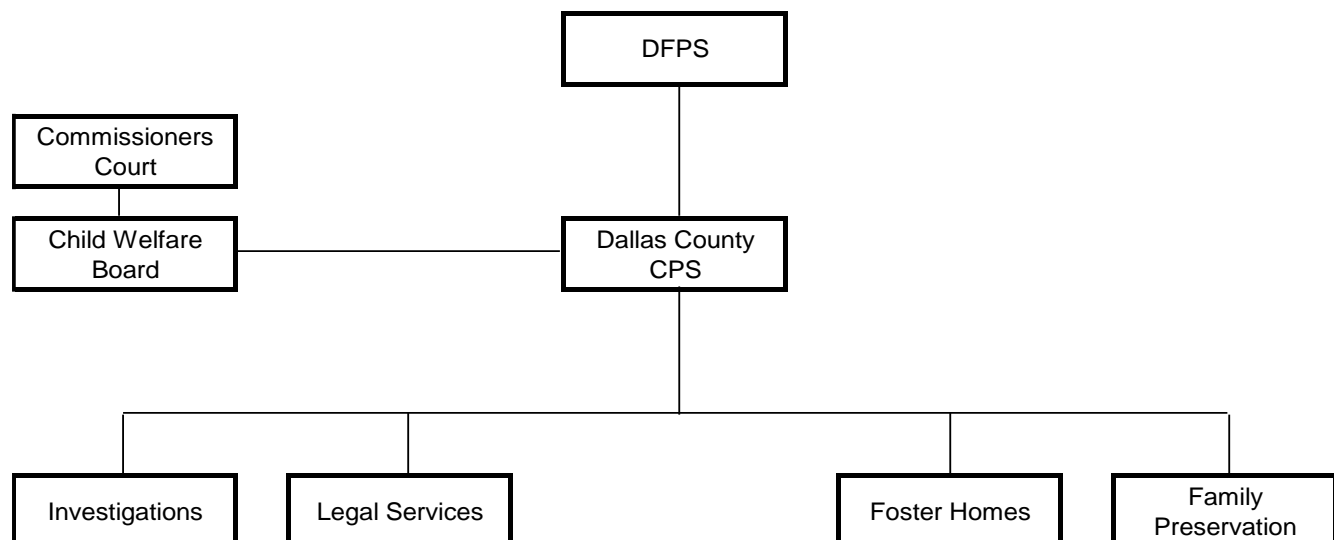 DFPS
Commissioners
Court
Child Welfare
Board
Dallas County
CPS
Investigations
Legal Services
Foster Homes
Family
Preservation